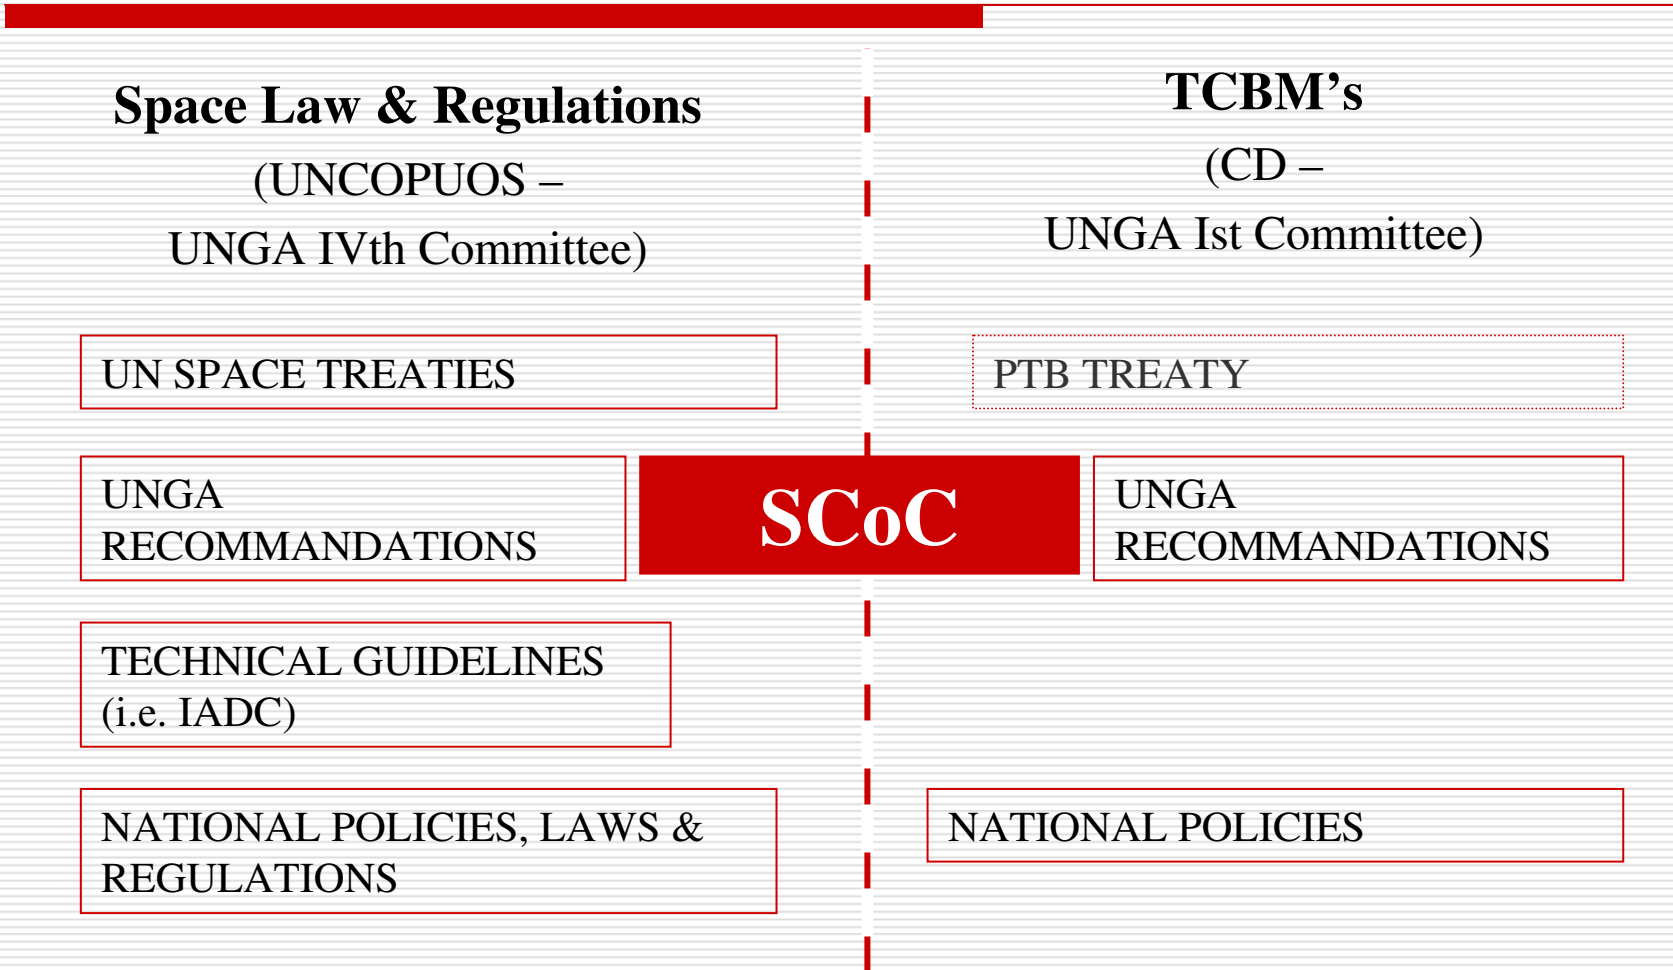 Space Law & Regulations
(UNCOPUOS –
UNGA IVth Committee)
TCBM’s
(CD –
UNGA Ist Committee)
UN SPACE TREATIES
PTB TREATY
UNGA
RECOMMANDATIONS
SCoC
UNGA
RECOMMANDATIONS
TECHNICAL GUIDELINES
(i.e. IADC)
NATIONAL POLICIES, LAWS &
REGULATIONS
NATIONAL POLICIES